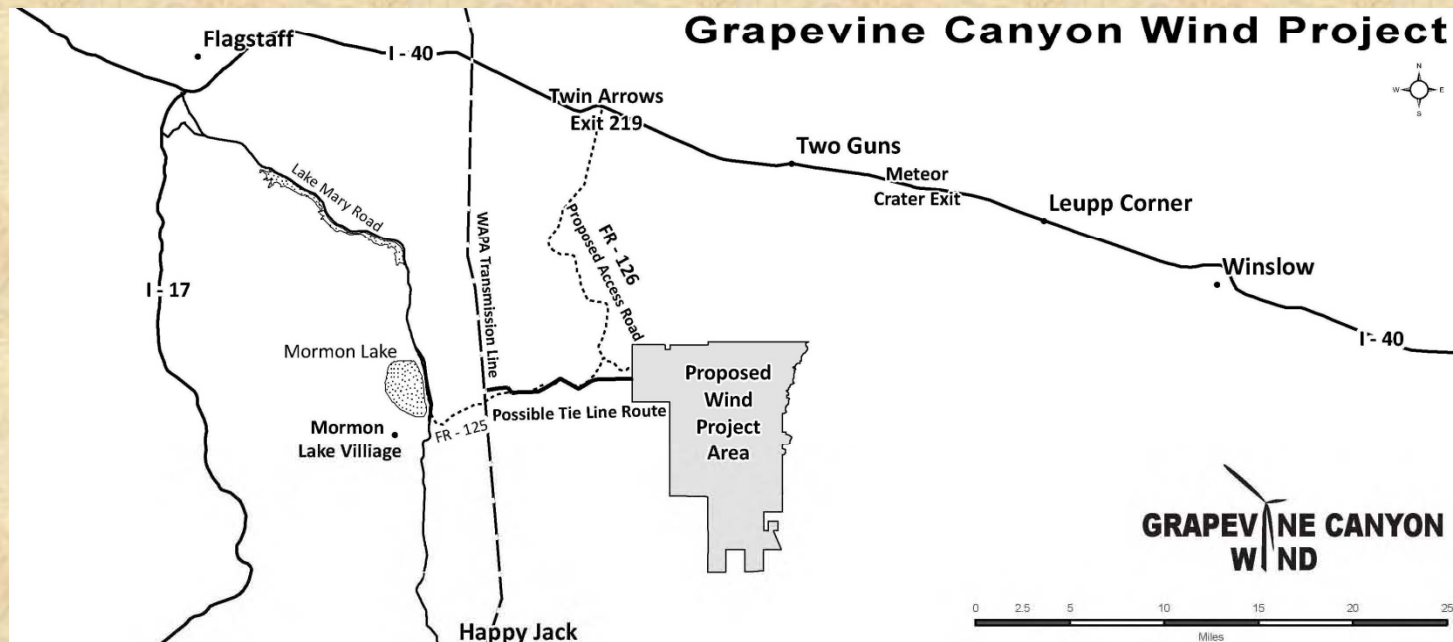 Grapevine Canyon Wind Project
Flagstaff
I - 40
N
W
E
S
Twin Arrows
Exit 219
Two Guns
Meteor
Crater Exit
Lake Mary Road
Leupp Corner
WAPA Transmission Line
FR - 126
Proposed Access Road
Winslow
I - 17
I - 40
Mormon Lake
Proposed
Wind
Project
Area
Possible Tie Line Route
Mormon
Lake Villiage
FR - 125
GRAPEVINE CANYON
WIND
0 2.5 5 10 15 20 25
Miles
Happy Jack